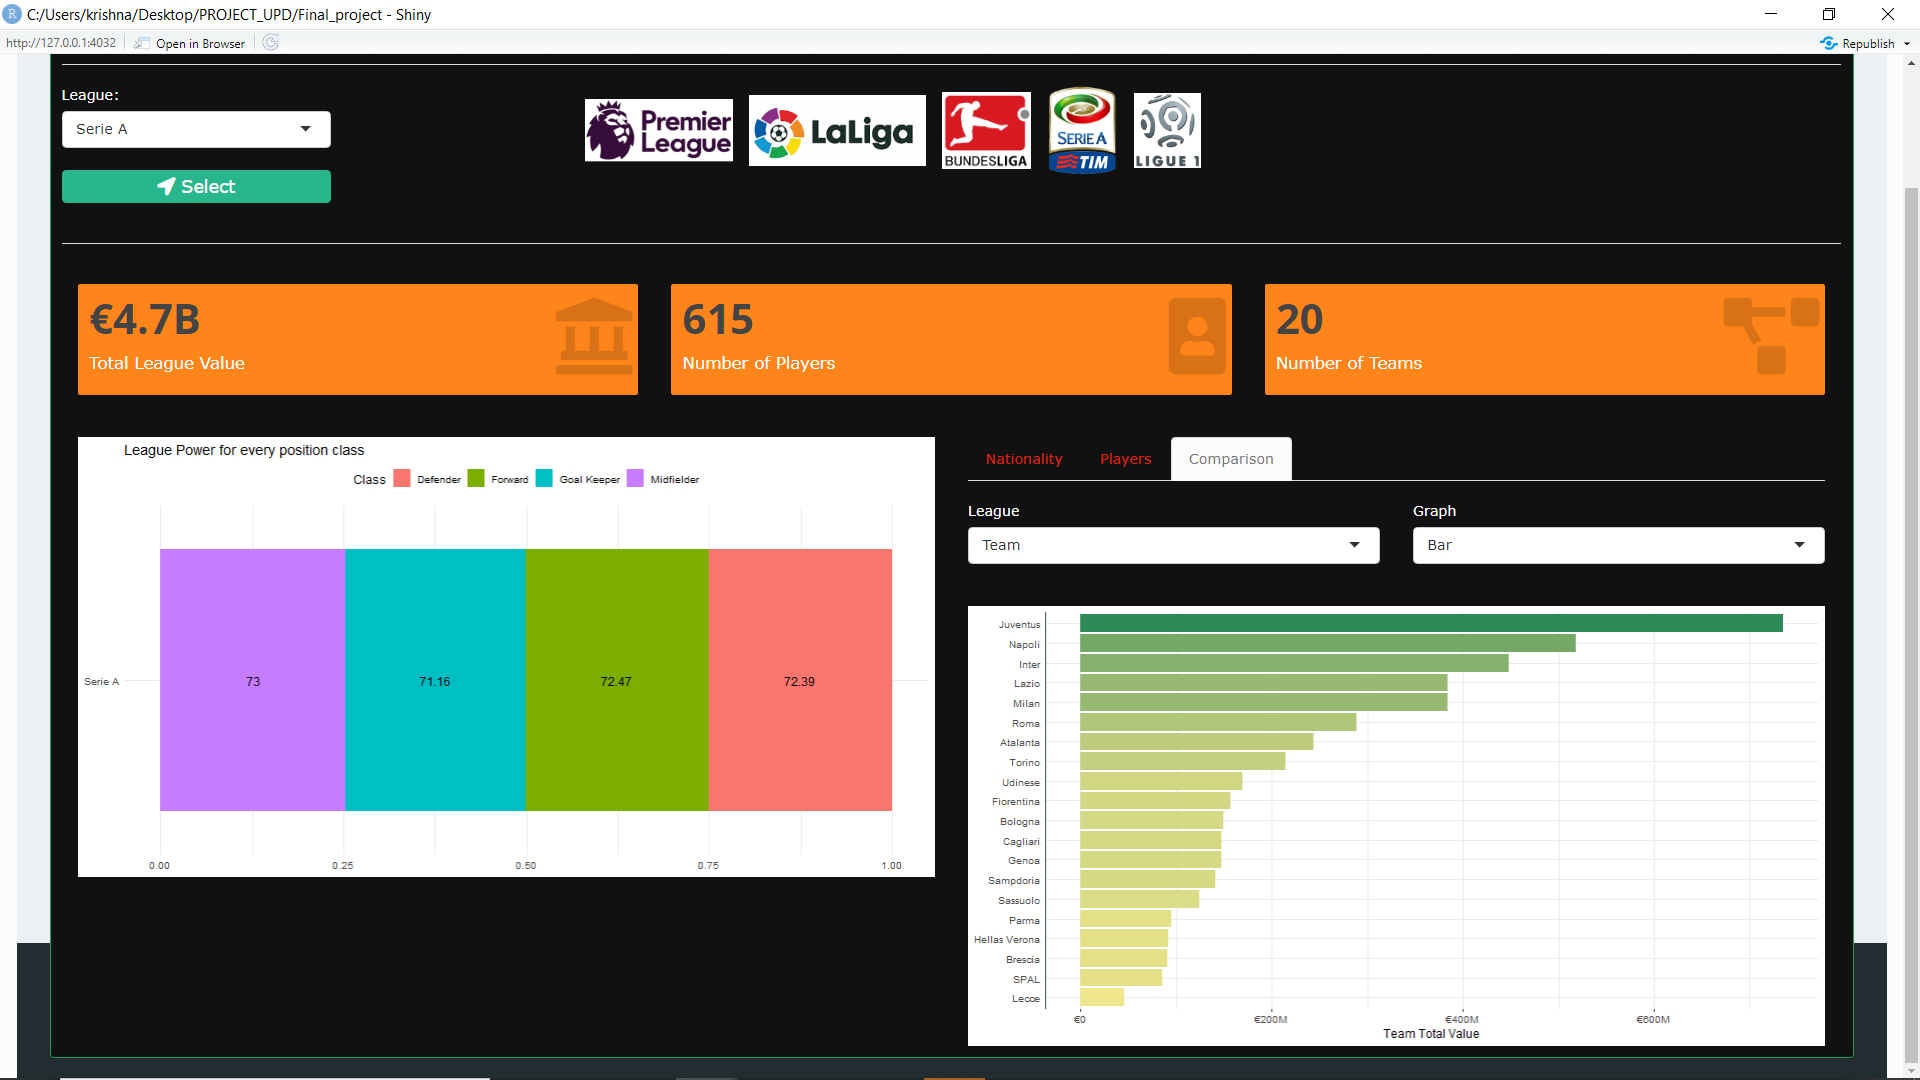 R C:/Users/krishna/Desktop/PROJECT_UPD/Final_project - Shiny
http://127.0.0.1:4032 Open in Browser Republish
League:
Serie A
Select
Premier
League
LaLiga
BUNDESLIGA
SERIE A
TIM
LIGUE 1
€4.7B
Total League Value
615
Number of Players
20
Number of Teams
League Power for every position class
Class Defender Forward Goal Keeper Midfielder
Serie A 73 71.16 72.47 72.39
0.00 0.25 0.50 0.75 1.00
Nationality Players Comparison
League Graph
Team Bar
Juventus
Napoli
Inter
Lazio
Milan
Roma
Atalanta
Torino
Udinese
Fiorentina
Bologna
Cagliari
Genoa
Sampdoria
Sassuolo
Parma
Hellas Verona
Brescia
SPAL
Lecce
€0 €200M €400M €600M
Team Total Value